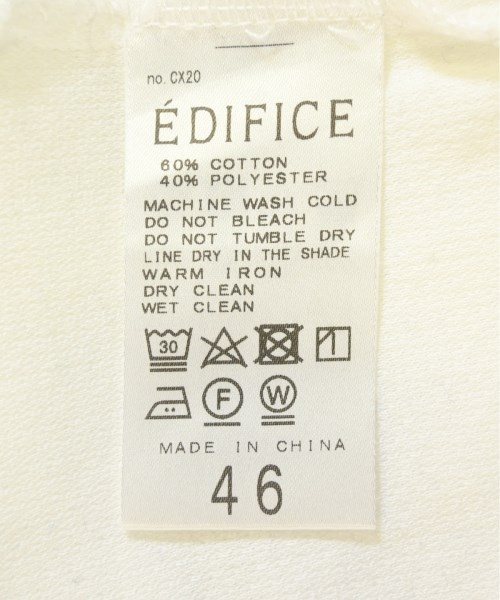 no. CX20
ÉDIFICE
60% COTTON
40% POLYESTER
MACHINE WASH COLD
DO NOT BLEACH
DO NOT TUMBLE DRY
LINE DRY IN THE SHADE
WARM IRON
DRY CLEAN
WET CLEAN
30
F W
MADE IN CHINA
46